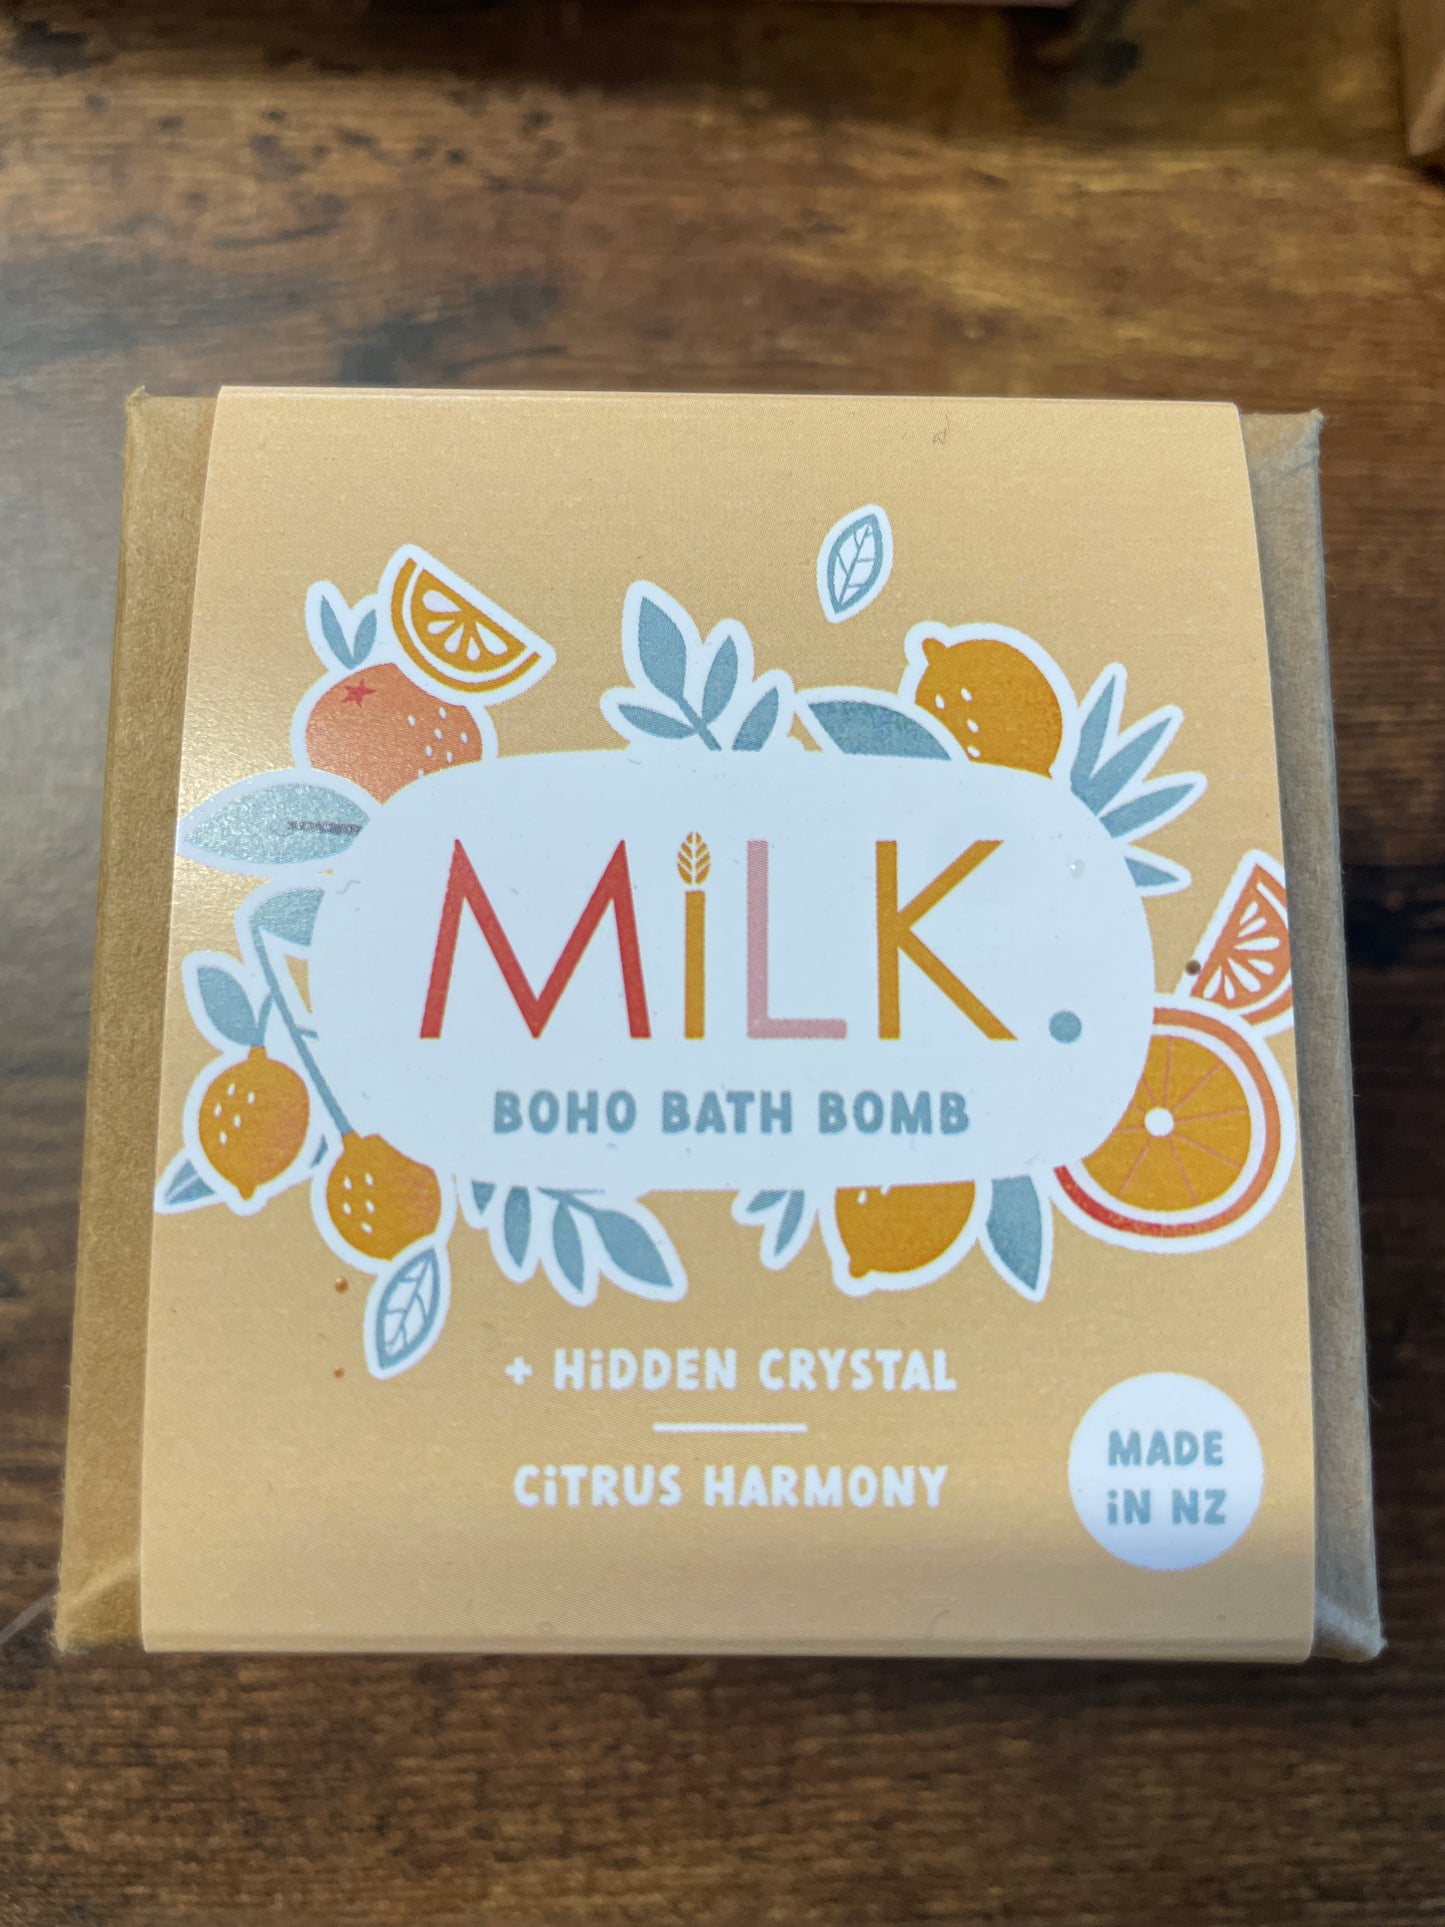 MiLK.
BOHO BATH BOMB
+ HiDDEN CRYSTAL
CiTRUS HARMONY
MADE
iN NZ